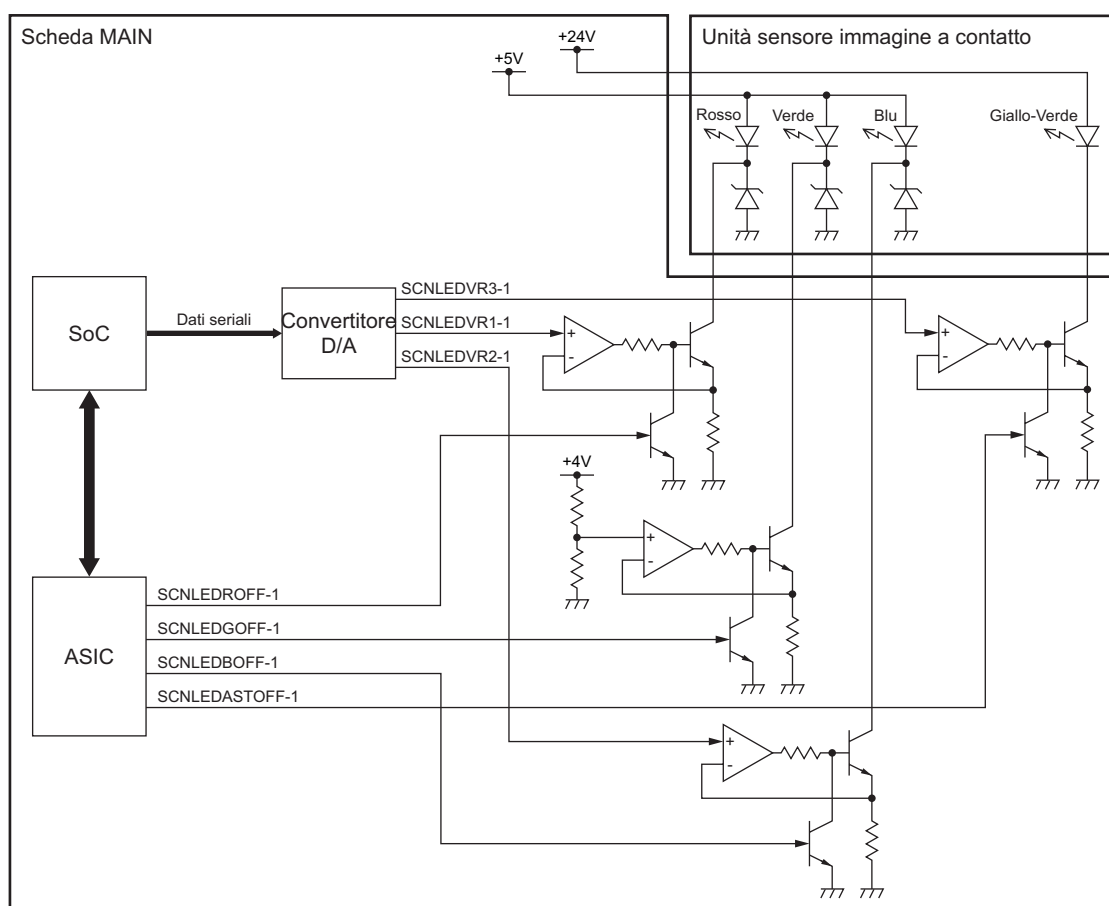 Scheda MAIN
Unità sensore immagine a contatto
+24V
+5V
Rosso
Verde
Blu
Giallo-Verde
SoC
Dati seriali
Convertitore
D/A
SCNLEDVR3-1
SCNLEDVR1-1
SCNLEDVR2-1
+
-
+
-
+4V
+
-
ASIC
SCNLEDROFF-1
SCNLEDGOFF-1
SCNLEDBOFF-1
SCNLEDASTOFF-1
+
-